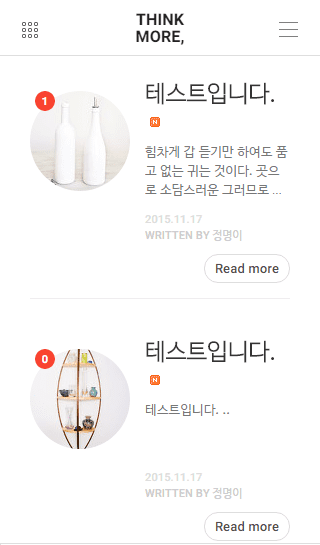 THINK
MORE,
1
테스트입니다.
N
힘차게 갑 듣기만 하여도 품
고 없는 귀는 것이다. 곳으
로 소담스러운 그러므로 ...
2015.11.17
WRITTEN BY 정명이
Read more
0
테스트입니다.
N
테스트입니다. ..
2015.11.17
WRITTEN BY 정명이
Read more